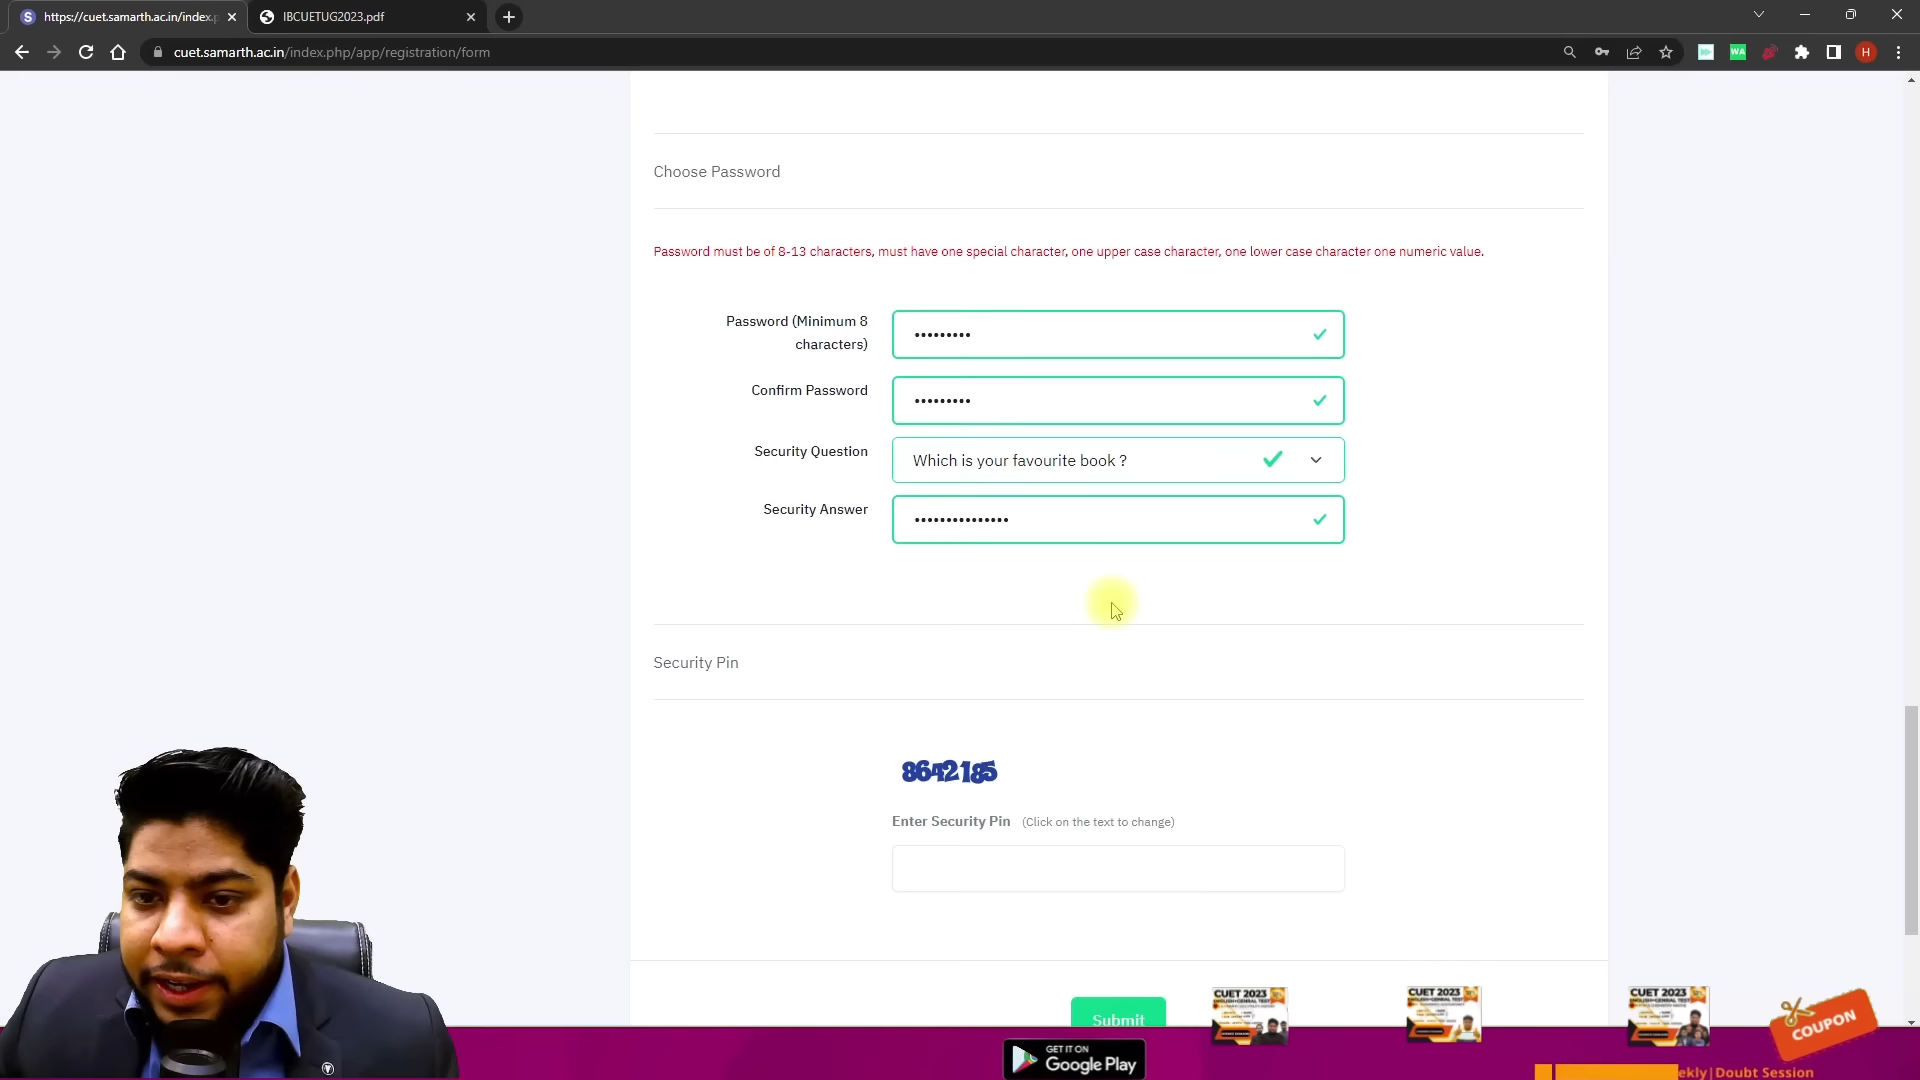 https://cuet.samarth.ac.in/index.p
IBCUETUG2023.pdf
cuet.samarth.ac.in/index.php/app/registration/form
WA
H
Choose Password
Password must be of 8-13 characters, must have one special character, one upper case character, one lower case character one numeric value.
Password (Minimum 8
characters)
•••••••••
Confirm Password
•••••••••
Security Question
Which is your favourite book ?
Security Answer
•••••••••••••••
Security Pin
8642185
Enter Security Pin (Click on the text to change)
Submit
CUET 2023
CUET 2023
CUET 2023
COUPON
GET IT ON
Google Play
ekly|Doubt Session